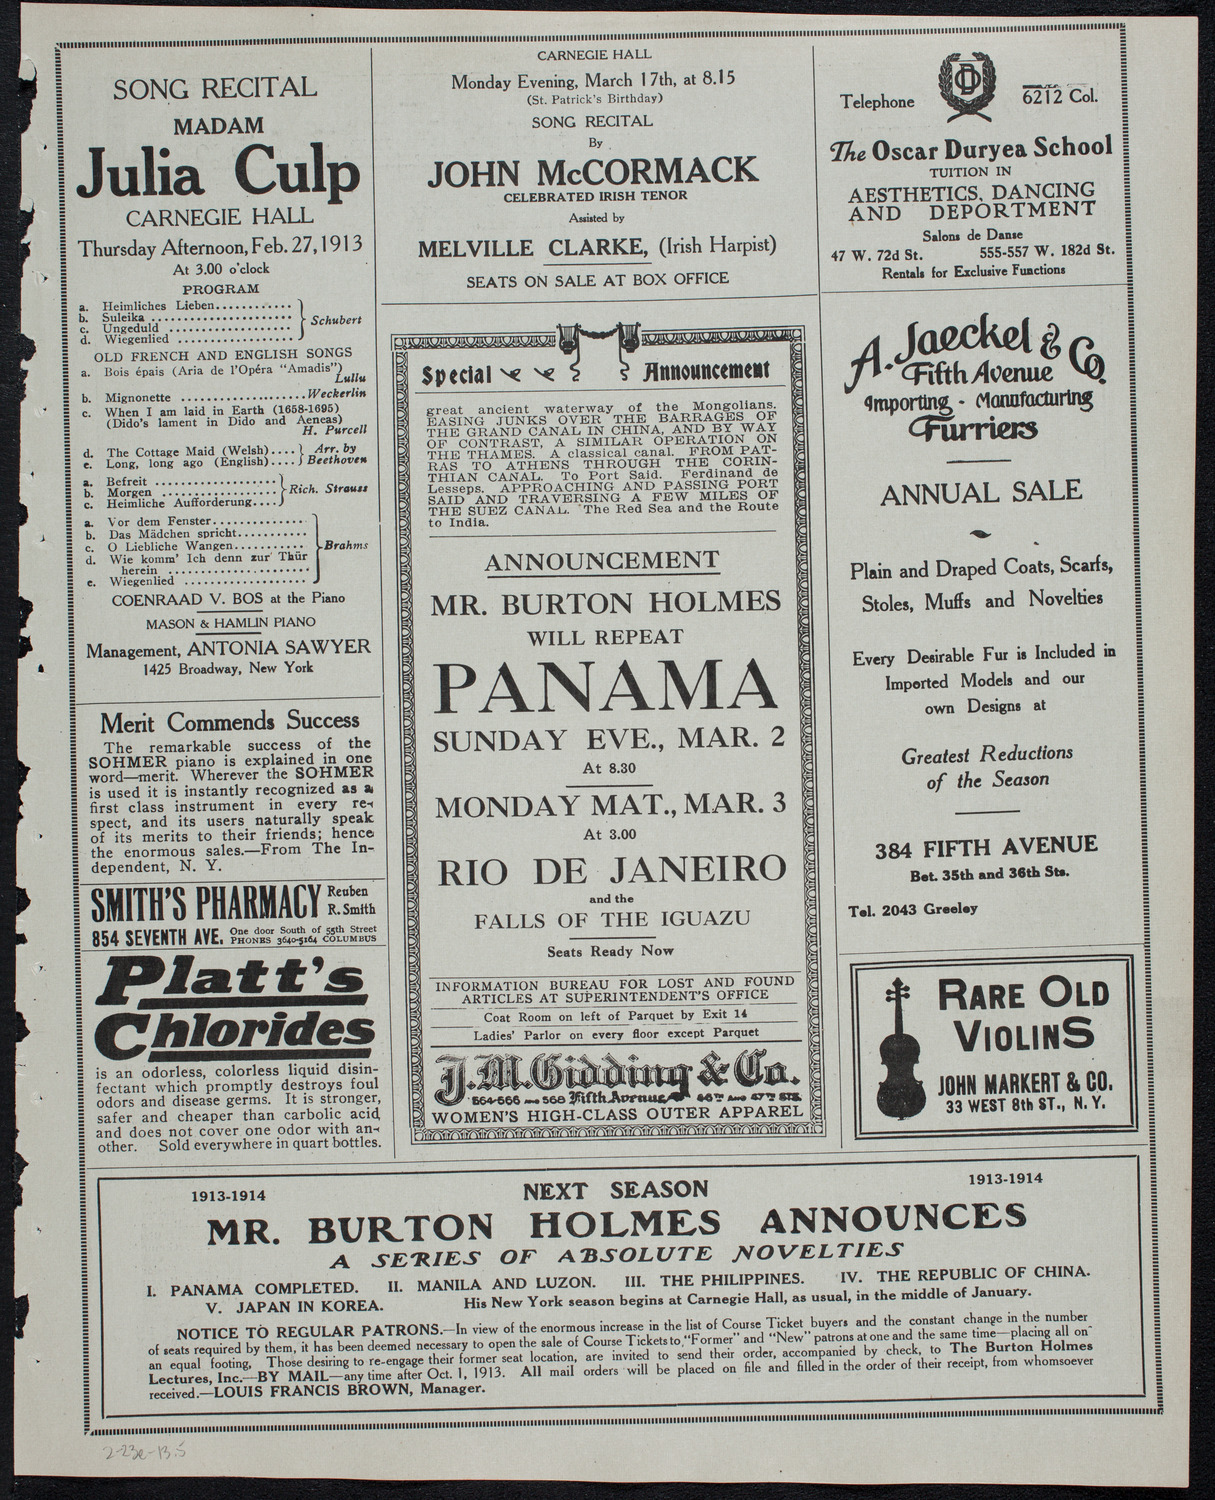 SONG RECITAL
MADAM
Julia Culp
CARNEGIE HALL
Thursday Afternoon, Feb. 27, 1913
At 3.00 o'clock
PROGRAM
a. Heimliches Lieben............
b. Suleika ......................
c. Ungeduld ...................
d. Wiegenlied ..................
Schubert
OLD FRENCH AND ENGLISH SONGS
a. Bois épais (Aria de l'Opéra "Amadis")
Lullu
b. Mignonette ....................Weckerlin
c. When I am laid in Earth (1658-1695)
(Dido's lament in Dido and Aeneas)
H. Purcell
d. The Cottage Maid (Welsh)....
e. Long, long ago (English)....
Arr. by
Beethoven
a. Befreit ...................
b. Morgen ..................
c. Heimliche Aufforderung....
Rich. Strauss
a. Vor dem Fenster..............
b. Das Mädchen spricht..........
c. O Liebliche Wangen..........
d. Wie komm' Ich denn zur Thür
herein .....................
e. Wiegenlied ..................
Brahms
COENRAAD V. BOS at the Piano
MASON & HAMLIN PIANO
Management, ANTONIA SAWYER
1425 Broadway, New York
Merit Commends Success
The remarkable success of the
SOHMER piano is explained in one
word—merit. Wherever the SOHMER
is used it is instantly recognized as a
first class instrument in every re-
spect, and its users naturally speak
of its merits to their friends; hence
the enormous sales.—From The In-
dependent, N. Y.
SMITH'S PHARMACY Reuben
R. Smith
854 SEVENTH AVE. One door South of 55th Street
PHONES 3640-5164 COLUMBUS
Platt's
Chlorides
is an odorless, colorless liquid disin-
fectant which promptly destroys foul
odors and disease germs. It is stronger,
safer and cheaper than carbolic acid
and does not cover one odor with an-
other. Sold everywhere in quart bottles.
CARNEGIE HALL
Monday Evening, March 17th, at 8.15
(St. Patrick's Birthday)
SONG RECITAL
By
JOHN McCORMACK
CELEBRATED IRISH TENOR
Assisted by
MELVILLE CLARKE, (Irish Harpist)
SEATS ON SALE AT BOX OFFICE
Special Announcement
great ancient waterway of the Mongolians.
EASING JUNKS OVER THE BARRAGES OF
THE GRAND CANAL IN CHINA, AND BY WAY
OF CONTRAST, A SIMILAR OPERATION ON
THE THAMES. A classical canal. FROM PAT-
RAS TO ATHENS THROUGH THE CORIN-
THIAN CANAL. To Port Said. Ferdinand de
Lesseps. APPROACHING AND PASSING PORT
SAID AND TRAVERSING A FEW MILES OF
THE SUEZ CANAL. The Red Sea and the Route
to India.
ANNOUNCEMENT
MR. BURTON HOLMES
WILL REPEAT
PANAMA
SUNDAY EVE., MAR. 2
At 8.30
MONDAY MAT., MAR. 3
At 3.00
RIO DE JANEIRO
and the
FALLS OF THE IGUAZU
Seats Ready Now
INFORMATION BUREAU FOR LOST AND FOUND
ARTICLES AT SUPERINTENDENT'S OFFICE
Coat Room on left of Parquet by Exit 14
Ladies' Parlor on every floor except Parquet
J.M. Gidding & Co.
564-566 AND 568 Fifth Avenue 46TH AND 47TH STS.
WOMEN'S HIGH-CLASS OUTER APPAREL
OD
Telephone 6212 Col.
The Oscar Duryea School
TUITION IN
AESTHETICS, DANCING
AND DEPORTMENT
Salons de Danse
47 W. 72d St. 555-557 W. 182d St.
Rentals for Exclusive Functions
A. Jaeckel & Co.
Fifth Avenue
Importing - Manufacturing
Furriers
ANNUAL SALE
Plain and Draped Coats, Scarfs,
Stoles, Muffs and Novelties
Every Desirable Fur is Included in
Imported Models and our
own Designs at
Greatest Reductions
of the Season
384 FIFTH AVENUE
Bet. 35th and 36th Sts.
Tel. 2043 Greeley
RARE OLD
VIOLINS
JOHN MARKERT & CO.
33 WEST 8th ST., N. Y.
1913-1914 NEXT SEASON 1913-1914
MR. BURTON HOLMES ANNOUNCES
A SERIES OF ABSOLUTE NOVELTIES
I. PANAMA COMPLETED. II. MANILA AND LUZON. III. THE PHILIPPINES. IV. THE REPUBLIC OF CHINA.
V. JAPAN IN KOREA. His New York season begins at Carnegie Hall, as usual, in the middle of January.
NOTICE TO REGULAR PATRONS.—In view of the enormous increase in the list of Course Ticket buyers and the constant change in the number
of seats required by them, it has been deemed necessary to open the sale of Course Tickets to "Former" and "New" patrons at one and the same time—placing all on
an equal footing, Those desiring to re-engage their former seat location, are invited to send their order, accompanied by check, to The Burton Holmes
Lectures, Inc.—BY MAIL—any time after Oct. 1, 1913. All mail orders will be placed on file and filled in the order of their receipt, from whomsoever
received.—LOUIS FRANCIS BROWN, Manager.
2-23e-13.5